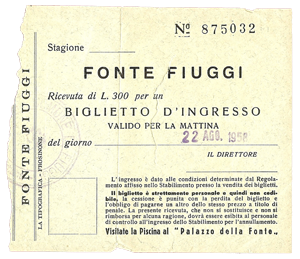 Nº 875032
Stagione
FONTE FIUGGI
Ricevuta di L. 300 per un
BIGLIETTO D'INGRESSO
VALIDO PER LA MATTINA
del giorno 22 AGO. 1958
IL DIRETTORE
FONTE FIUGGI
LA TIPOGRAFICA - FROSINONE
L'ingresso è dato alle condizioni determinate dal Regola-
mento affisso nello Stabilimento presso la vendita dei biglietti.
Il biglietto è strettamente personale e quindi non cedi-
bile, la cessione è punita con la perdita del biglietto e
l'obbligo di pagarne un altro dello stesso prezzo a titolo di
penale. La presente ricevuta, che non si sostituisce e non si
rimborsa per alcuna ragione, dovrà essere esibita al personale
di controllo all'ingresso dello Stabilimento per l'annullamento.
Visitate la Piscina al "Palazzo della Fonte"